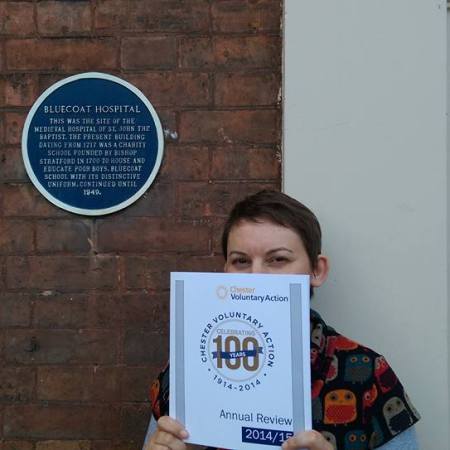 BLUECOAT HOSPITAL
THIS WAS THE SITE OF THE
MEDIEVAL HOSPITAL OF ST. JOHN THE
BAPTIST. THE PRESENT BUILDING
DATING FROM 1717 WAS A CHARITY
SCHOOL FOUNDED BY BISHOP
STRATFORD IN 1700 TO HOUSE AND
EDUCATE POOR BOYS. BLUECOAT
SCHOOL WITH ITS DISTINCTIVE
UNIFORM, CONTINUED UNTIL
1949.
Chester
Voluntary Action
CHESTER VOLUNTARY ACTION
CELEBRATING
100
YEARS
• 1914-2014 •
Annual Review
2014/15